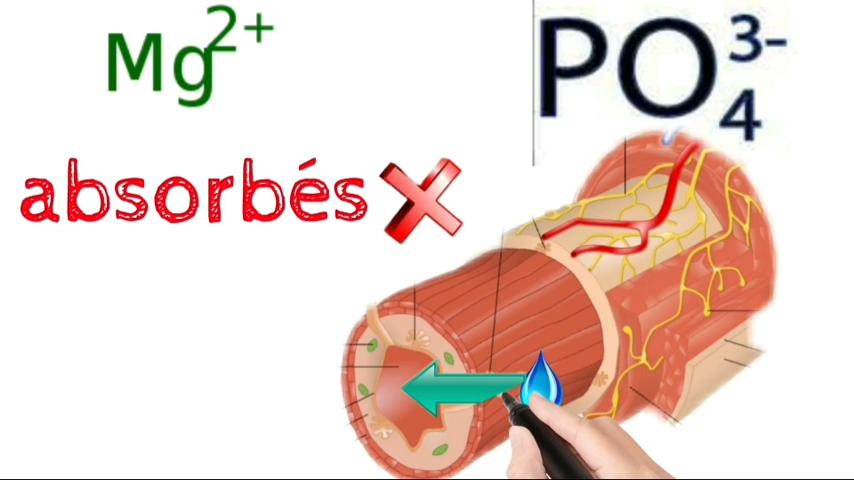 Mg²⁺
PO₄³⁻
absorbés